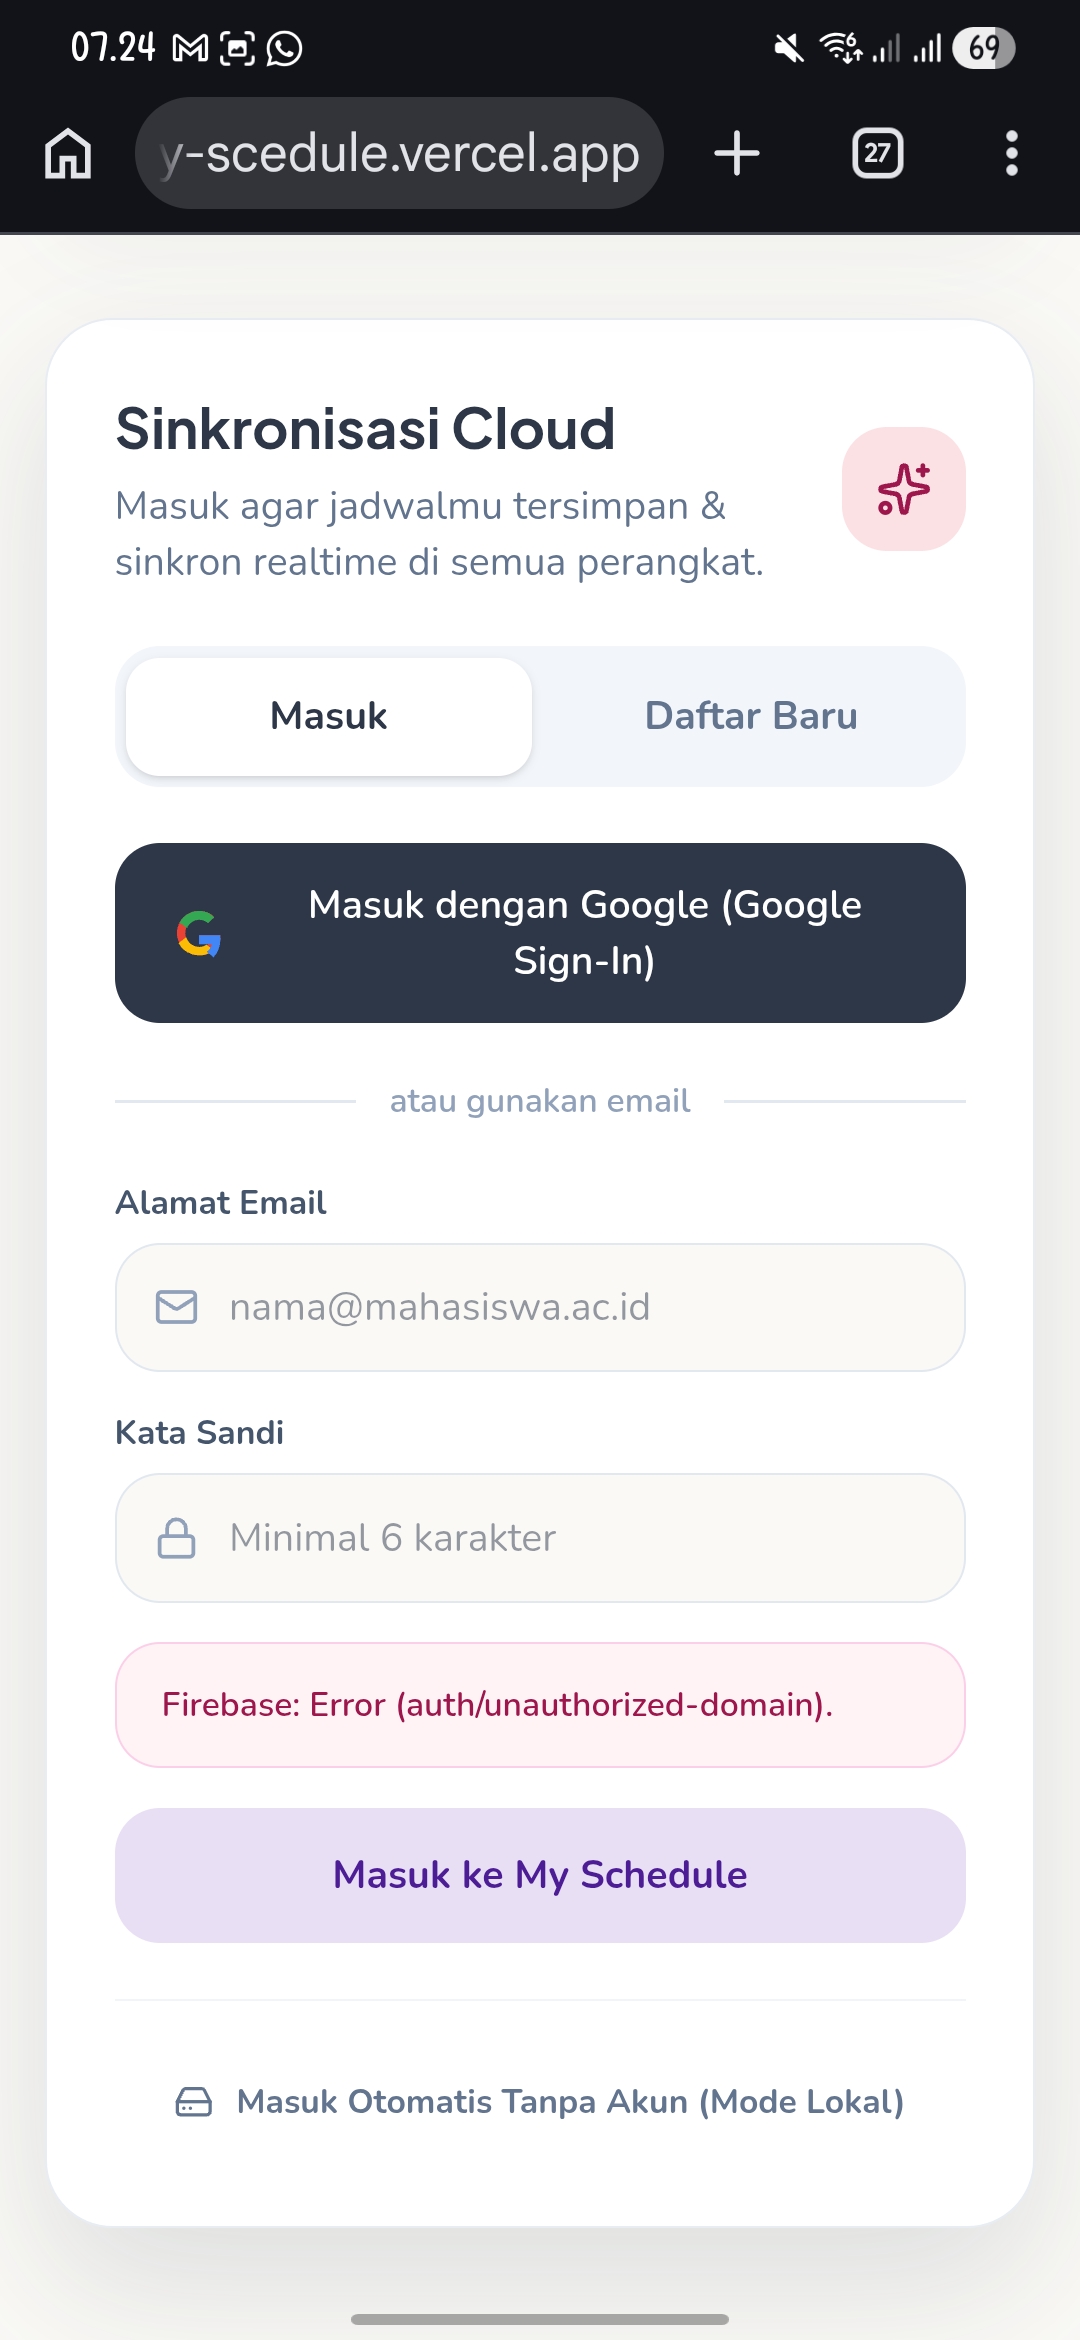 07.24
69
y-scedule.vercel.app
27
Sinkronisasi Cloud
Masuk agar jadwalmu tersimpan &
sinkron realtime di semua perangkat.
Masuk
Daftar Baru
Masuk dengan Google (Google
Sign-In)
atau gunakan email
Alamat Email
nama@mahasiswa.ac.id
Kata Sandi
Minimal 6 karakter
Firebase: Error (auth/unauthorized-domain).
Masuk ke My Schedule
Masuk Otomatis Tanpa Akun (Mode Lokal)